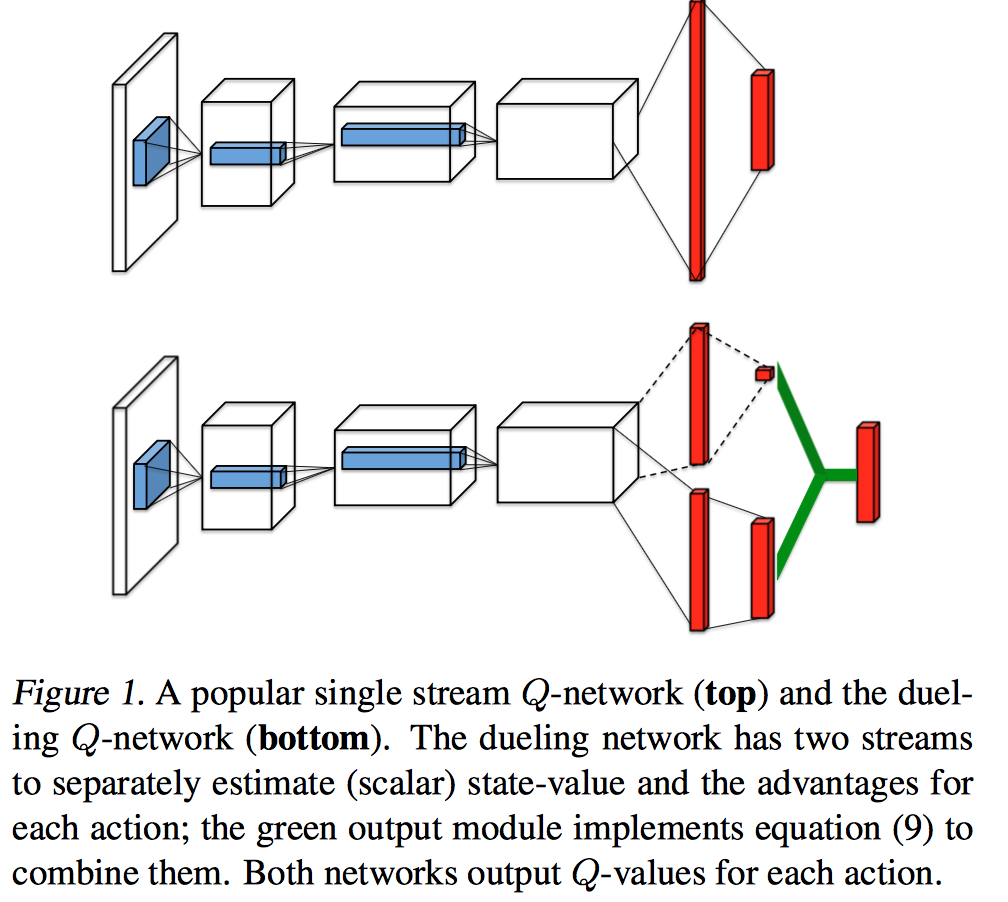 Figure 1. A popular single stream Q-network (top) and the duel-
ing Q-network (bottom). The dueling network has two streams
to separately estimate (scalar) state-value and the advantages for
each action; the green output module implements equation (9) to
combine them. Both networks output Q-values for each action.